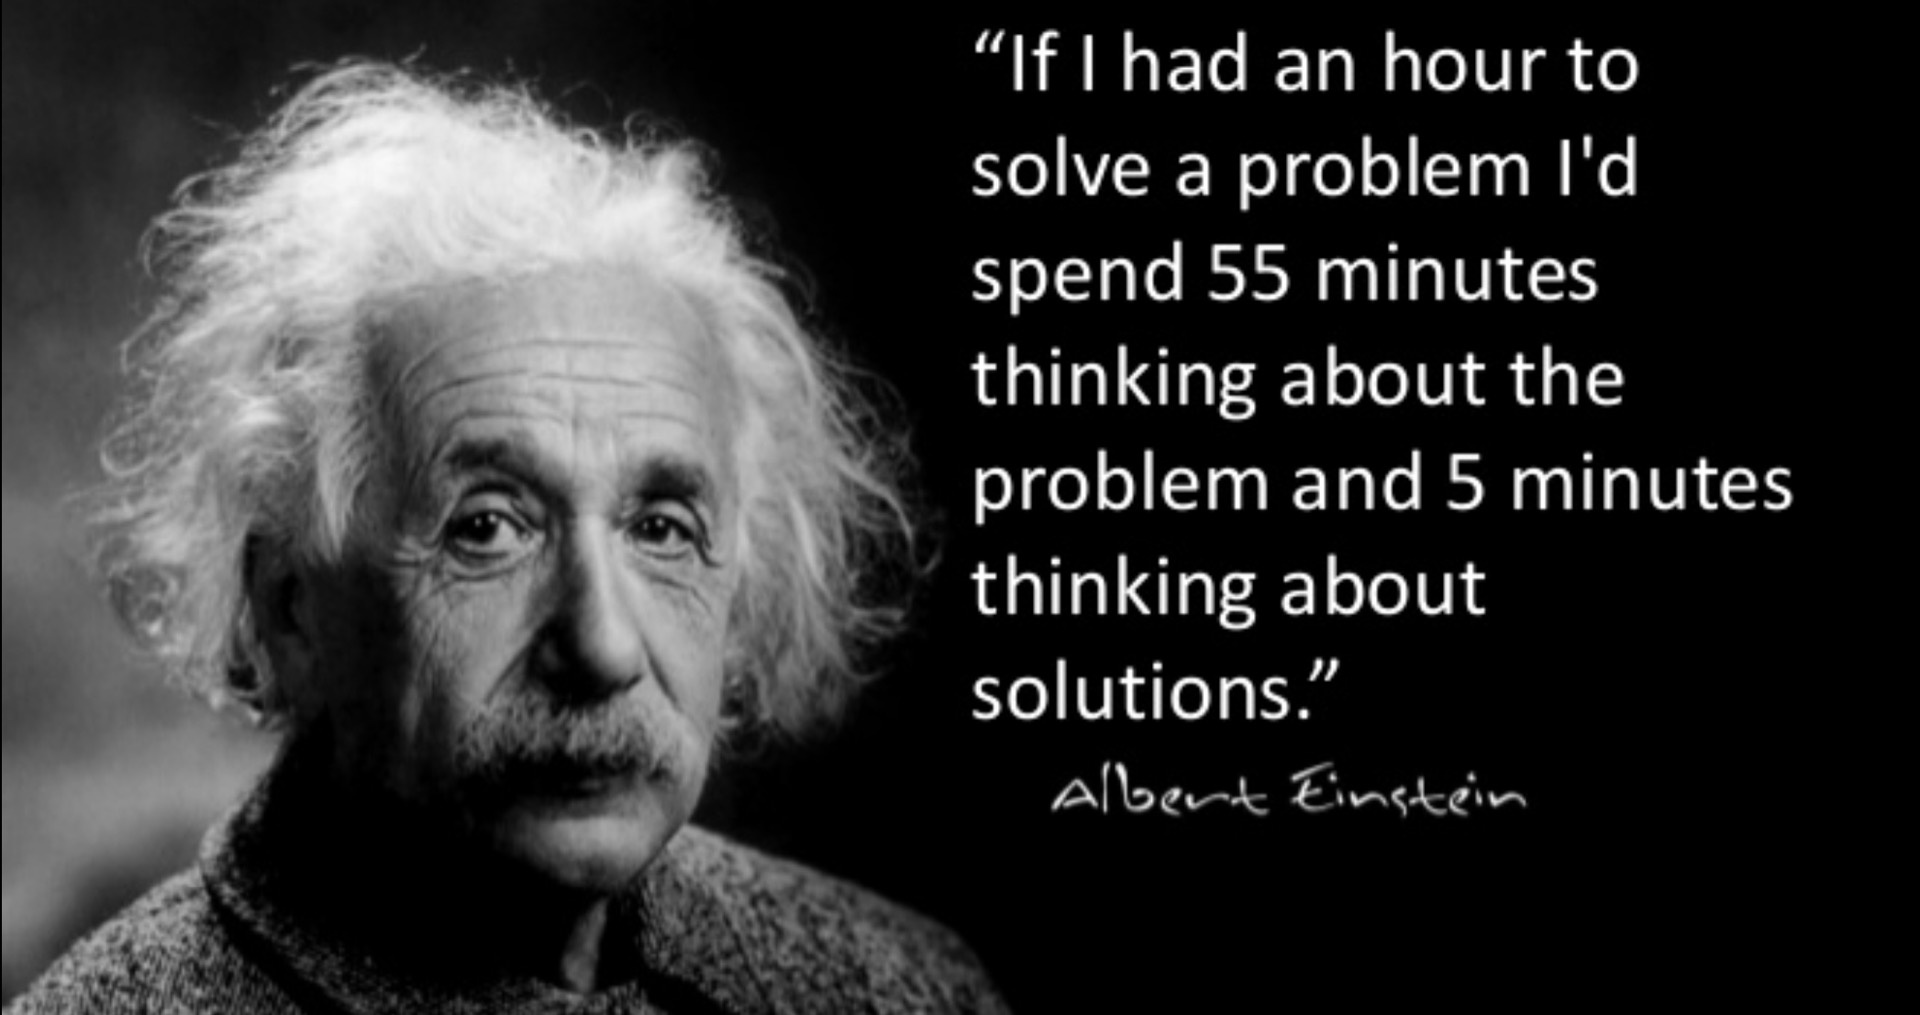 “If I had an hour to
solve a problem I'd
spend 55 minutes
thinking about the
problem and 5 minutes
thinking about
solutions.”
Albert Einstein